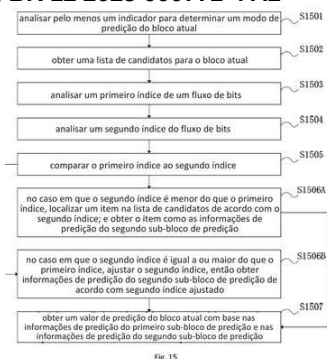 analisar pelo menos um indicador para determinar um modo de
predição do bloco atual
S1501
obter uma lista de candidatos para o bloco atual
S1502
analisar um primeiro índice de um fluxo de bits
S1503
analisar um segundo índice do fluxo de bits
S1504
comparar o primeiro índice ao segundo índice
S1505
no caso em que o segundo índice é menor do que o primeiro
índice, localizar um item na lista de candidatos de acordo com o
segundo índice; e obter o item como as informações de
predição do segundo sub-bloco de predição
S1506A
no caso em que o segundo índice é igual a ou maior do que o
primeiro índice, ajustar o segundo índice, então obter
informações de predição do segundo sub-bloco de predição de
acordo com segundo índice ajustado
S1506B
obter um valor de predição do bloco atual com base nas
informações de predição do primeiro sub-bloco de predição e nas
informações de predição do segundo sub-bloco de predição
S1507
Fig. 15